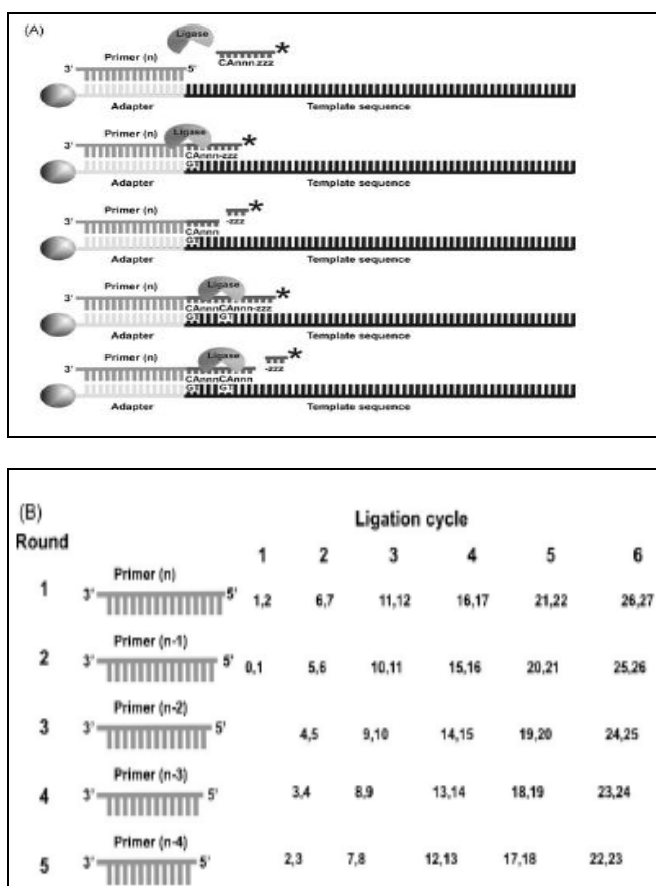 (A)
Ligase
*
Primer (n)
CAnnn-zzz
3' 5'
Adapter Template sequence
Primer (n) Ligase *
3' CAnnn-zzz
GT
Adapter Template sequence
Primer (n) *
3' -zzz
CAnnn
GT
Adapter Template sequence
Primer (n) Ligase *
3' CAnnnCAnnn-zzz
GT GT
Adapter Template sequence
Primer (n) Ligase *
3' -zzz
CAnnnCAnnn
GT GT
Adapter Template sequence
(B)
Ligation cycle
Round
1 2 3 4 5 6
Primer (n)
1 3' 5' 1,2 6,7 11,12 16,17 21,22 26,27
Primer (n-1)
2 3' 5' 0,1 5,6 10,11 15,16 20,21 25,26
Primer (n-2)
3 3' 5' 4,5 9,10 14,15 19,20 24,25
Primer (n-3)
4 3' 5' 3,4 8,9 13,14 18,19 23,24
Primer (n-4)
5 3' 5' 2,3 7,8 12,13 17,18 22,23